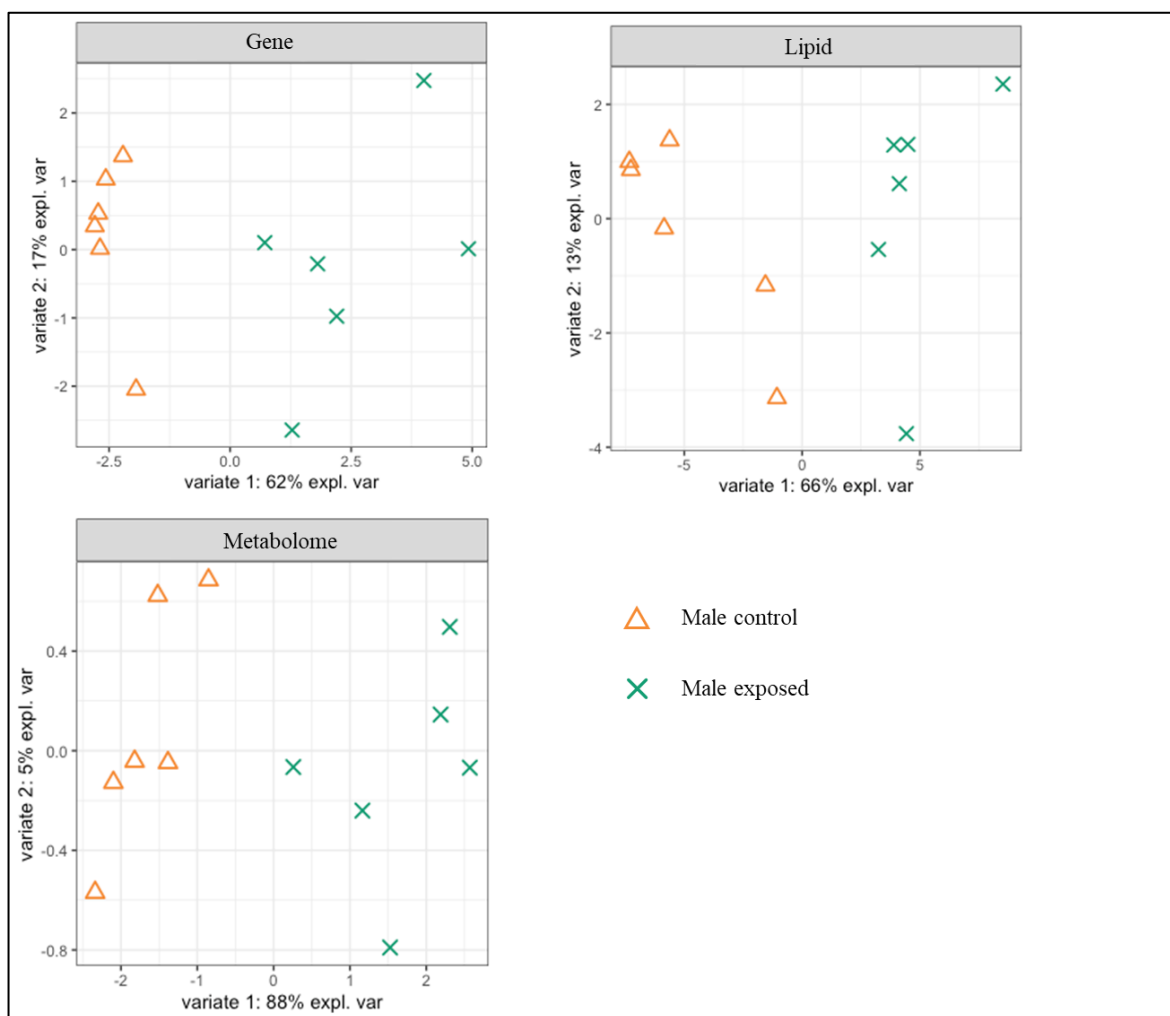 Gene
variate 2: 17% expl. var
2
1
0
-1
-2
-2.5 0.0 2.5 5.0
variate 1: 62% expl. var
Lipid
variate 2: 13% expl. var
2
0
-2
-4
-5 0 5
variate 1: 66% expl. var
Metabolome
variate 2: 5% expl. var
0.4
0.0
-0.4
-0.8
-2 -1 0 1 2
variate 1: 88% expl. var
Male control
Male exposed